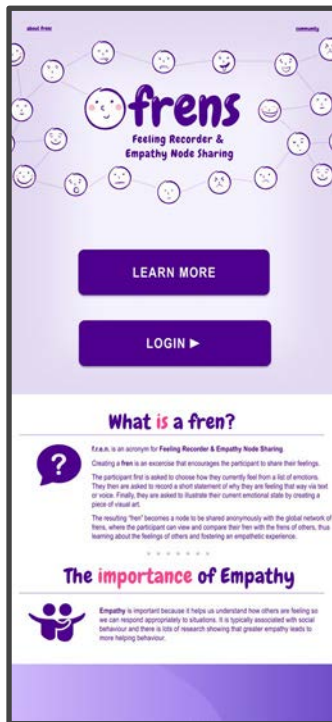 about frens community
frens
Feeling Recorder &
Empathy Node Sharing
LEARN MORE
LOGIN ►
What is a fren?
?
f.r.e.n. is an acronym for Feeling Recorder & Empathy Node Sharing.
Creating a fren is an excercise that encourages the participant to share their feelings.
The participant first is asked to choose how they currently feel from a list of emotions.
They then are asked to record a short statement of why they are feeling that way via text
or voice. Finally, they are asked to illustrate their current emotional state by creating a
piece of visual art.
The resulting "fren" becomes a node to be shared anonymously with the global network of
frens, where the participant can view and compare their fren with the frens of others, thus
learning about the feelings of others and fostering an empathetic experience.
The importance of Empathy
Empathy is important because it helps us understand how others are feeling so
we can respond appropriately to situations. It is typically associated with social
behaviour and there is lots of research showing that greater empathy leads to
more helping behaviour.